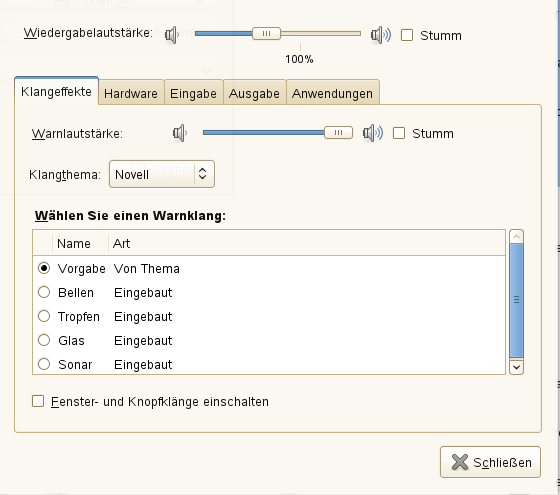 Wiedergabelautstärke: Stumm
100%
Klangeffekte Hardware Eingabe Ausgabe Anwendungen
Warnlautstärke: Stumm
Klangthema: Novell
Wählen Sie einen Warnklang:
Name Art
Vorgabe Von Thema
Bellen Eingebaut
Tropfen Eingebaut
Glas Eingebaut
Sonar Eingebaut
Fenster- und Knopfklänge einschalten
Schließen